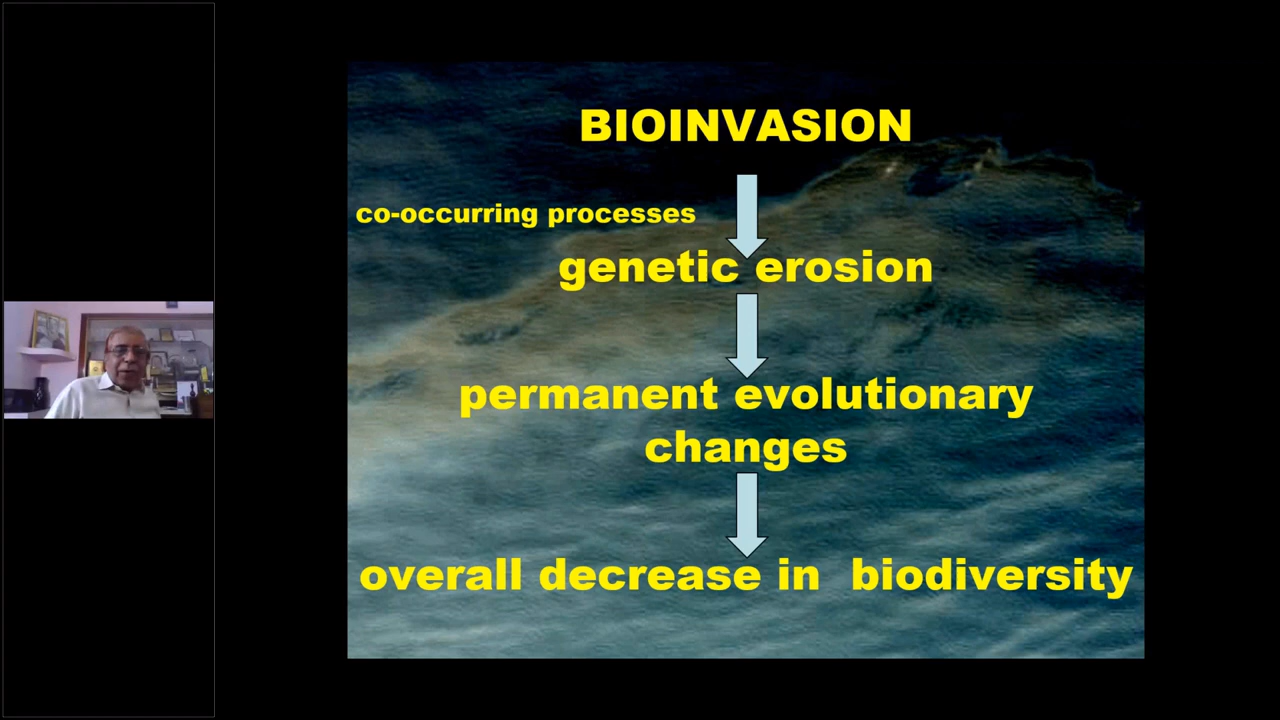 BIOINVASION
co-occurring processes
genetic erosion
permanent evolutionary
changes
overall decrease in biodiversity